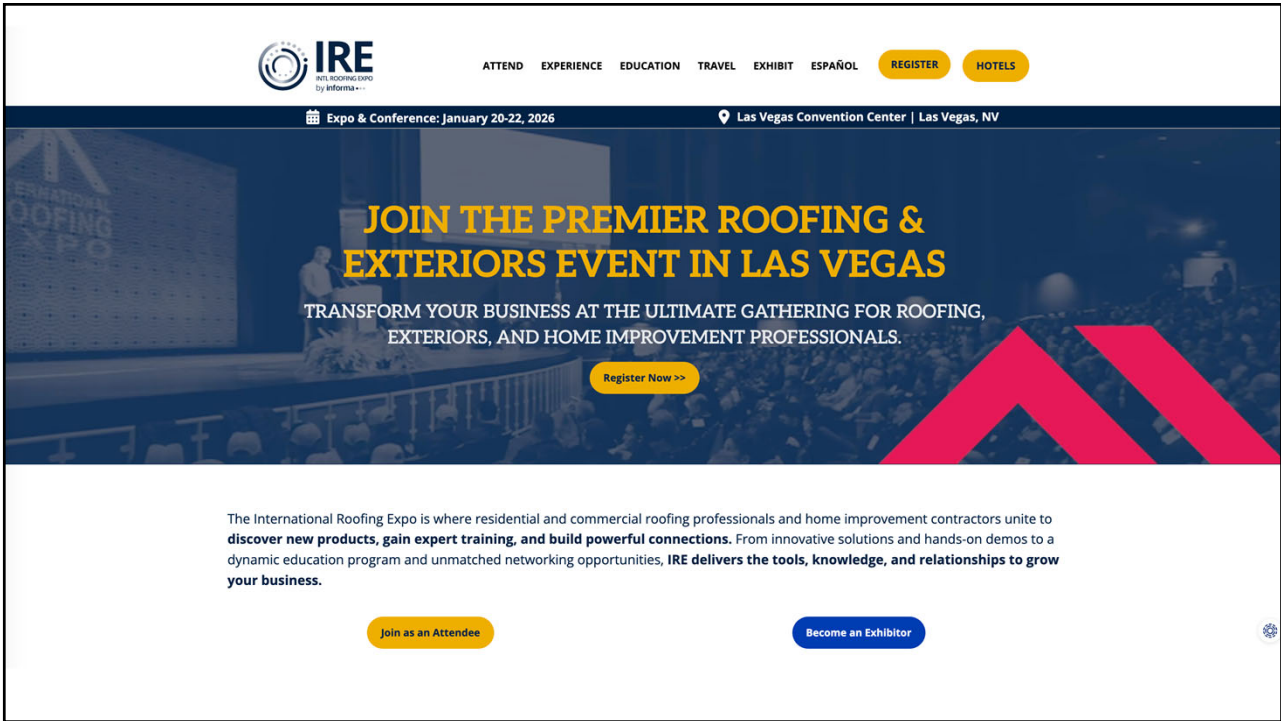 IRE
INTL ROOFING EXPO
by informa
ATTEND EXPERIENCE EDUCATION TRAVEL EXHIBIT ESPAÑOL REGISTER HOTELS
Expo & Conference: January 20-22, 2026
Las Vegas Convention Center | Las Vegas, NV
INTERNATIONAL
ROOFING
EXPO
JOIN THE PREMIER ROOFING &
EXTERIORS EVENT IN LAS VEGAS
TRANSFORM YOUR BUSINESS AT THE ULTIMATE GATHERING FOR ROOFING,
EXTERIORS, AND HOME IMPROVEMENT PROFESSIONALS.
Register Now >>
The International Roofing Expo is where residential and commercial roofing professionals and home improvement contractors unite to
discover new products, gain expert training, and build powerful connections. From innovative solutions and hands-on demos to a
dynamic education program and unmatched networking opportunities, IRE delivers the tools, knowledge, and relationships to grow
your business.
Join as an Attendee
Become an Exhibitor